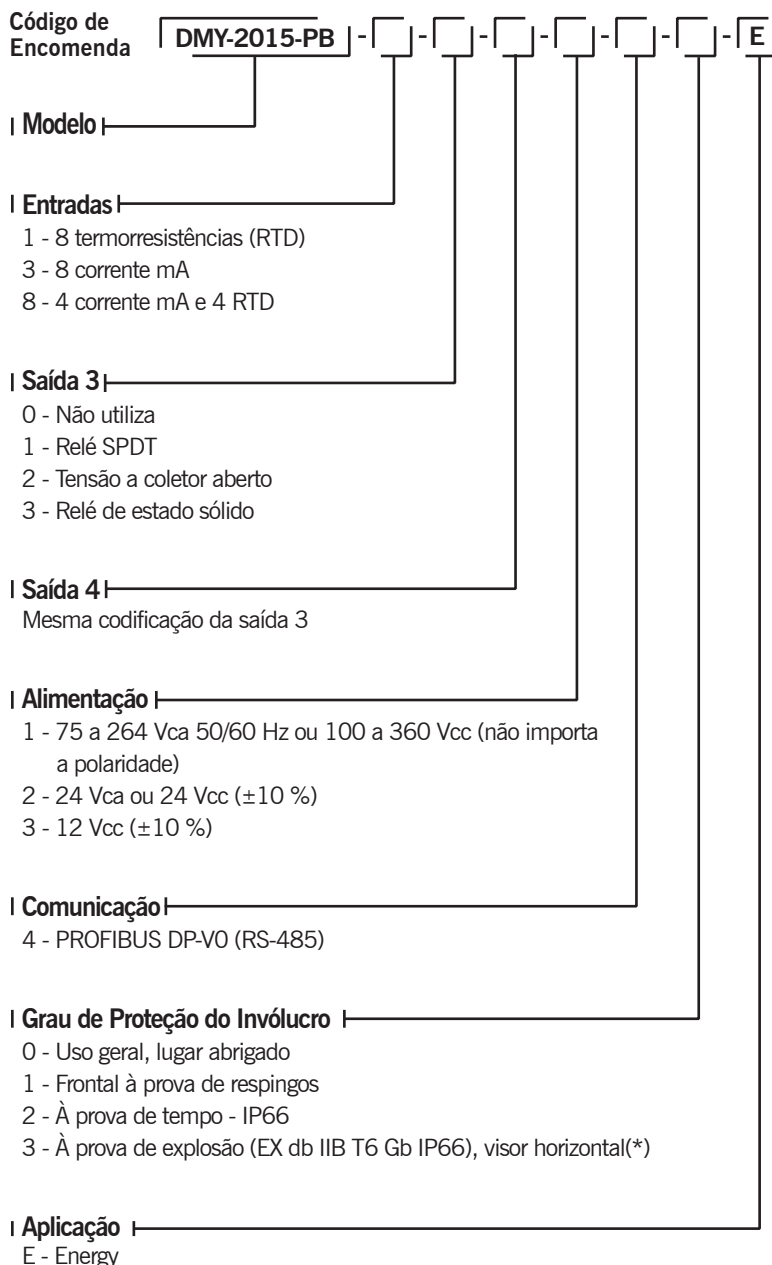 Código de
Encomenda
DMY-2015-PB - - - - - - - E
Modelo
Entradas
1 - 8 termorresistências (RTD)
3 - 8 corrente mA
8 - 4 corrente mA e 4 RTD
Saída 3
0 - Não utiliza
1 - Relé SPDT
2 - Tensão a coletor aberto
3 - Relé de estado sólido
Saída 4
Mesma codificação da saída 3
Alimentação
1 - 75 a 264 Vca 50/60 Hz ou 100 a 360 Vcc (não importa
a polaridade)
2 - 24 Vca ou 24 Vcc (±10 %)
3 - 12 Vcc (±10 %)
Comunicação
4 - PROFIBUS DP-V0 (RS-485)
Grau de Proteção do Invólucro
0 - Uso geral, lugar abrigado
1 - Frontal à prova de respingos
2 - À prova de tempo - IP66
3 - À prova de explosão (EX db IIB T6 Gb IP66), visor horizontal(*)
Aplicação
E - Energy